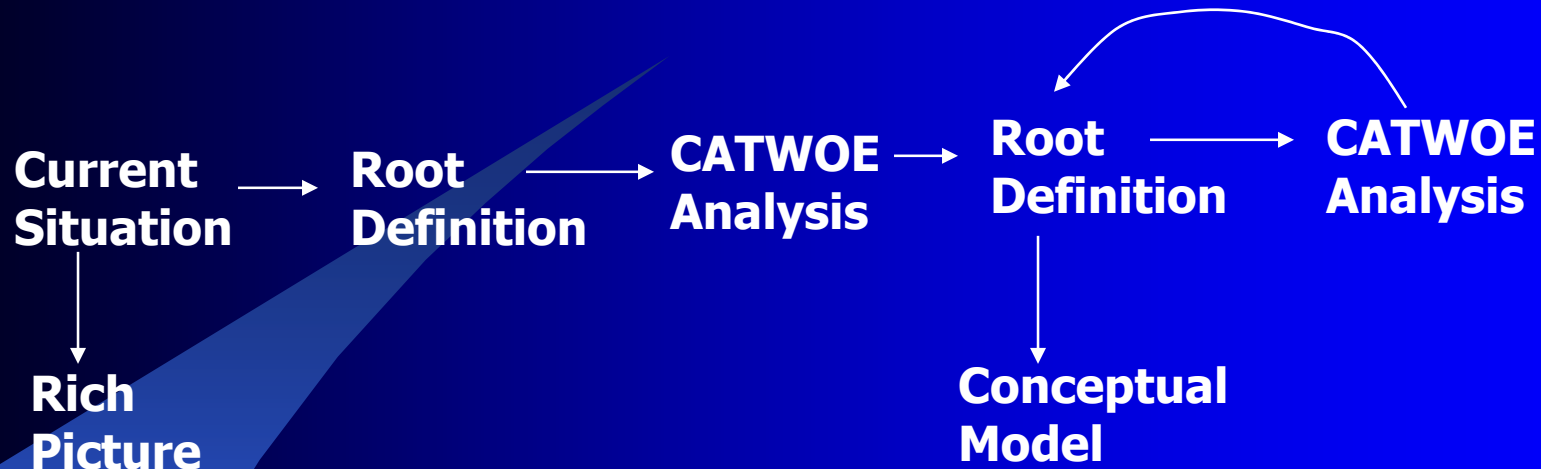 Current
Situation
Root
Definition
CATWOE
Analysis
Root
Definition
CATWOE
Analysis
Rich
Picture
Conceptual
Model